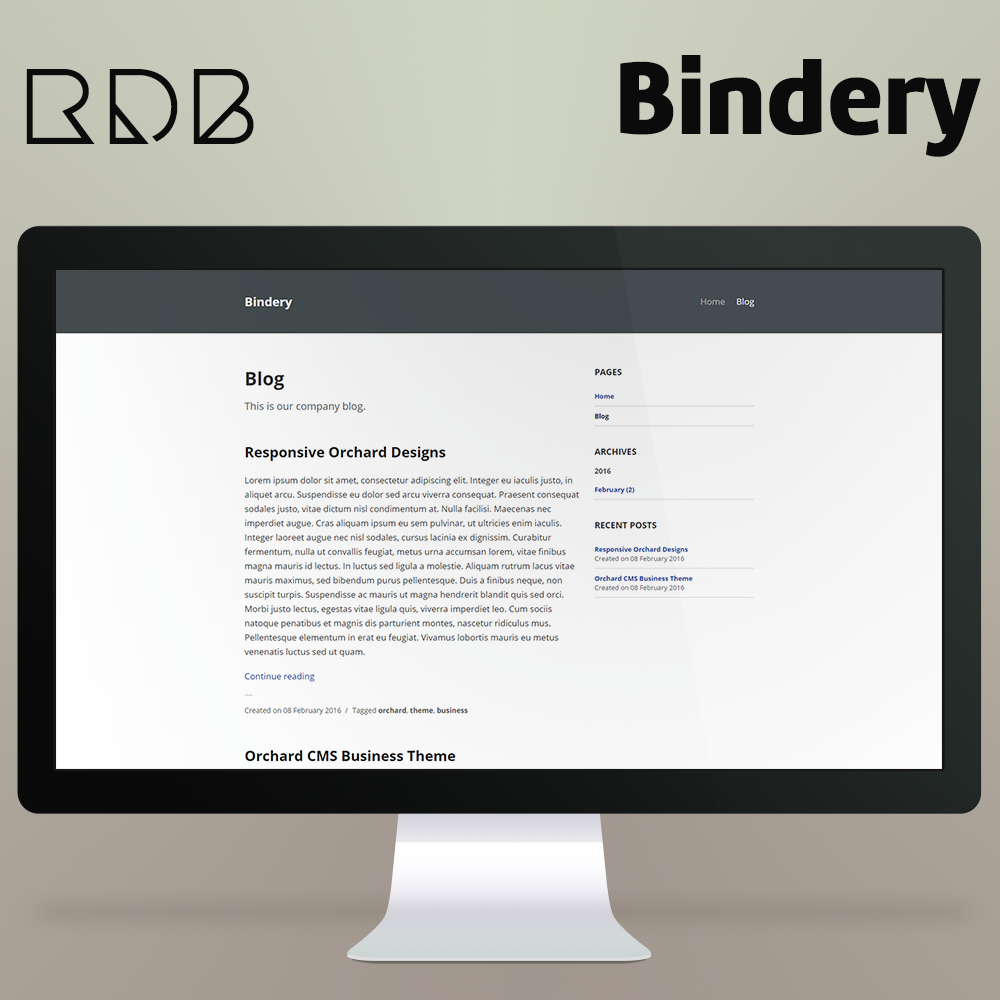 RDB
Bindery
Bindery
Home Blog
Blog
This is our company blog.
Responsive Orchard Designs
Lorem ipsum dolor sit amet, consectetur adipiscing elit. Integer eu iaculis justo, in
aliquet arcu. Suspendisse eu dolor sed arcu viverra consequat. Praesent consequat
sodales justo, vitae dictum nisl condimentum at. Nulla facilisi. Maecenas nec
imperdiet augue. Cras aliquam ipsum eu sem pulvinar, ut ultricies enim iaculis.
Integer laoreet augue nec nisl sodales, cursus lacinia ex dignissim. Curabitur
fermentum, nulla ut convallis feugiat, metus urna accumsan lorem, vitae finibus
magna mauris id lectus. In luctus sed ligula a molestie. Aliquam rutrum lacus vitae
mauris maximus, sed bibendum purus pellentesque. Duis a finibus neque, non
suscipit turpis. Suspendisse ac mauris ut magna hendrerit blandit quis sed orci.
Morbi justo lectus, egestas vitae ligula quis, viverra imperdiet leo. Cum sociis
natoque penatibus et magnis dis parturient montes, nascetur ridiculus mus.
Pellentesque elementum in erat eu feugiat. Vivamus lobortis mauris eu metus
venenatis luctus sed ut quam.
Continue reading
—
Created on 08 February 2016 / Tagged orchard, theme, business
Orchard CMS Business Theme
PAGES
Home
Blog
ARCHIVES
2016
February (2)
RECENT POSTS
Responsive Orchard Designs
Created on 08 February 2016
Orchard CMS Business Theme
Created on 08 February 2016